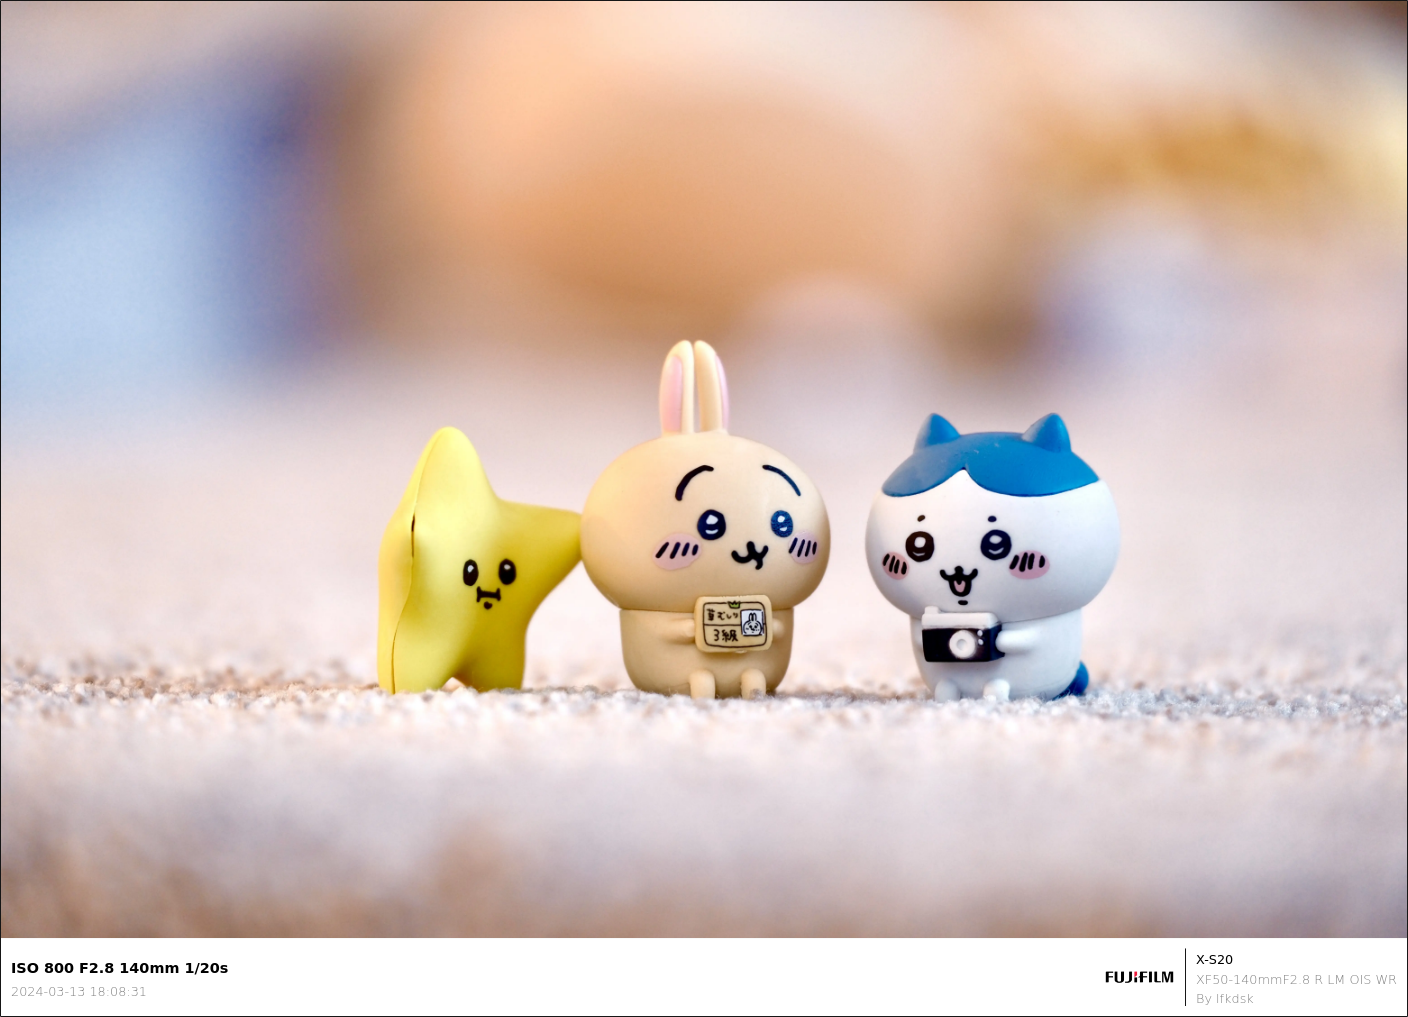 草むしり
3級
ISO 800 F2.8 140mm 1/20s
2024-03-13 18:08:31
FUJIFILM
X-S20
XF50-140mmF2.8 R LM OIS WR
By lfkdsk